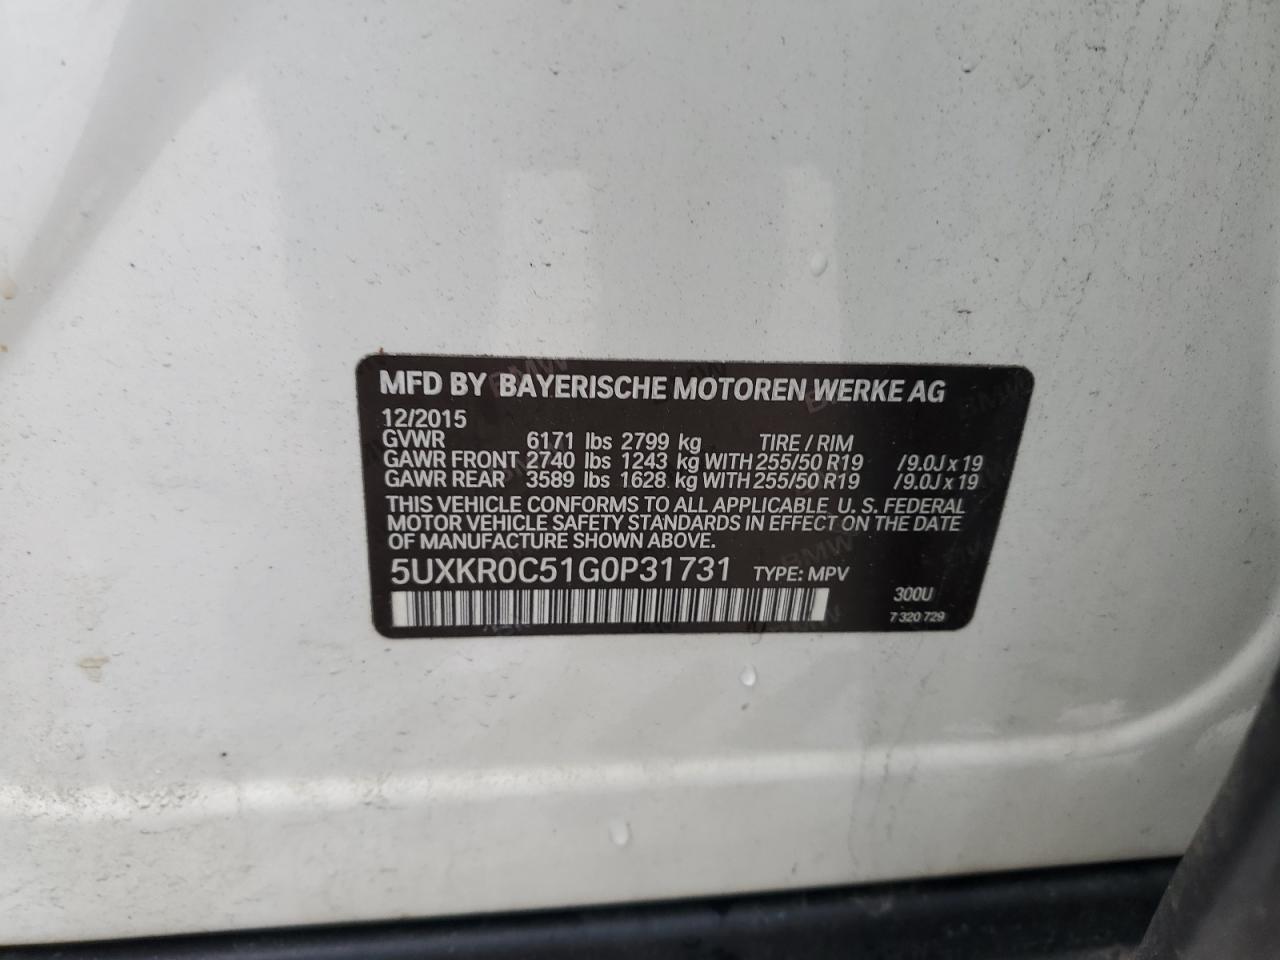 MFD BY BAYERISCHE MOTOREN WERKE AG
12/2015
GVWR 6171 lbs 2799 kg TIRE / RIM
GAWR FRONT 2740 lbs 1243 kg WITH 255/50 R19 /9.0J x 19
GAWR REAR 3589 lbs 1628 kg WITH 255/50 R19 /9.0J x 19
THIS VEHICLE CONFORMS TO ALL APPLICABLE U. S. FEDERAL
MOTOR VEHICLE SAFETY STANDARDS IN EFFECT ON THE DATE
OF MANUFACTURE SHOWN ABOVE.
5UXKR0C51G0P31731 TYPE: MPV
300U
7 320 729